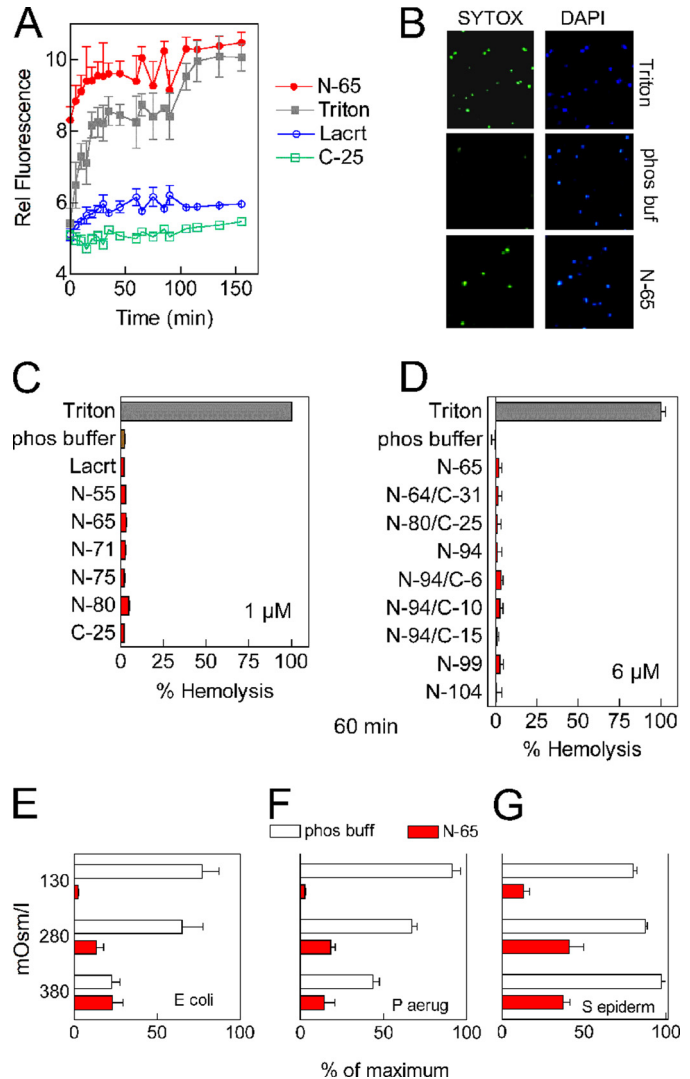 A
Rel Fluorescence
10
8
6
4
0
50
100
150
Time (min)
N-65
Triton
Lacrt
C-25
B
SYTOX
DAPI
Triton
phos buf
N-65
C
Triton
phos buffer
Lacrt
N-55
N-65
N-71
N-75
N-80
C-25
1 µM
0 25 50 75 100
% Hemolysis
D
Triton
phos buffer
N-65
N-64/C-31
N-80/C-25
N-94
N-94/C-6
N-94/C-10
N-94/C-15
N-99
N-104
6 µM
0 25 50 75 100
% Hemolysis
60 min
E
F
G
phos buff
N-65
mOsm/l
130
280
380
E coli
P aerug
S epiderm
0 50 100
0 50 100
0 50 100
% of maximum